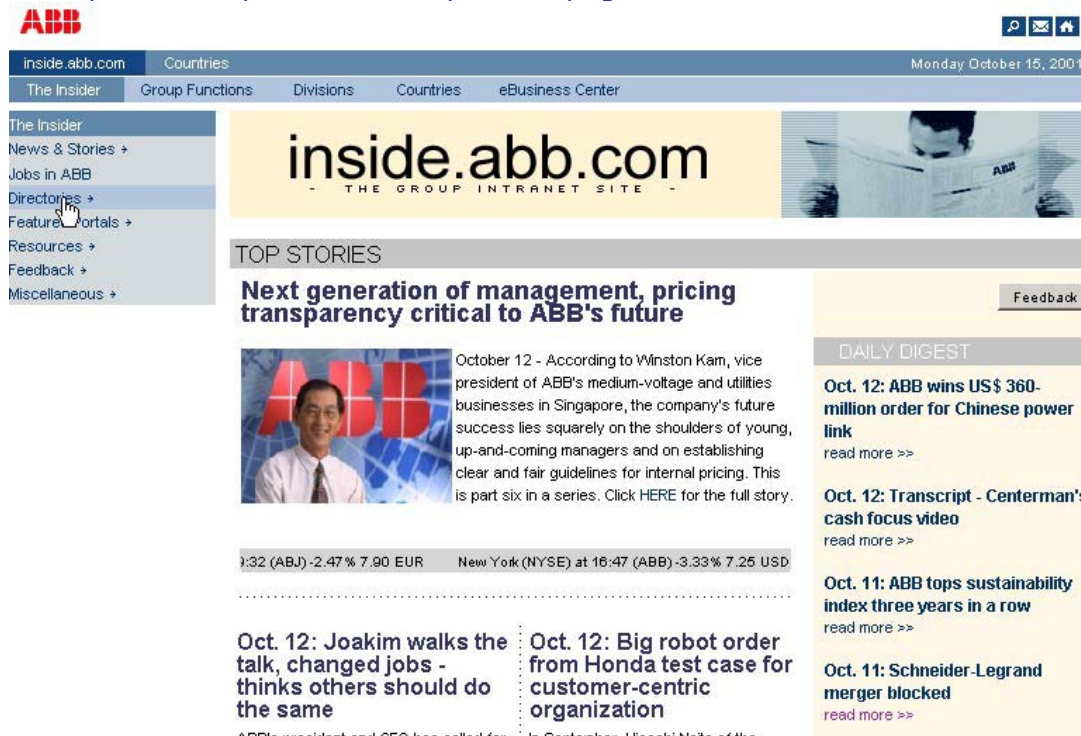 ABB
inside.abb.com Countries Monday October 15, 2001
The Insider Group Functions Divisions Countries eBusiness Center
The Insider
News & Stories
Jobs in ABB
Directories
Feature Portals
Resources
Feedback
Miscellaneous
inside.abb.com
- THE GROUP INTRANET SITE -
ABB
TOP STORIES
Next generation of management, pricing
transparency critical to ABB's future
ABB
October 12 - According to Winston Kam, vice
president of ABB's medium-voltage and utilities
businesses in Singapore, the company's future
success lies squarely on the shoulders of young,
up-and-coming managers and on establishing
clear and fair guidelines for internal pricing. This
is part six in a series. Click HERE for the full story.
9:32 (ABJ) -2.47% 7.90 EUR New York (NYSE) at 16:47 (ABB) -3.33% 7.25 USD
Oct. 12: Joakim walks the
talk, changed jobs -
thinks others should do
the same
Oct. 12: Big robot order
from Honda test case for
customer-centric
organization
Feedback
DAILY DIGEST
Oct. 12: ABB wins US$ 360-
million order for Chinese power
link
read more >>
Oct. 12: Transcript - Centerman's
cash focus video
read more >>
Oct. 11: ABB tops sustainability
index three years in a row
read more >>
Oct. 11: Schneider-Legrand
merger blocked
read more >>